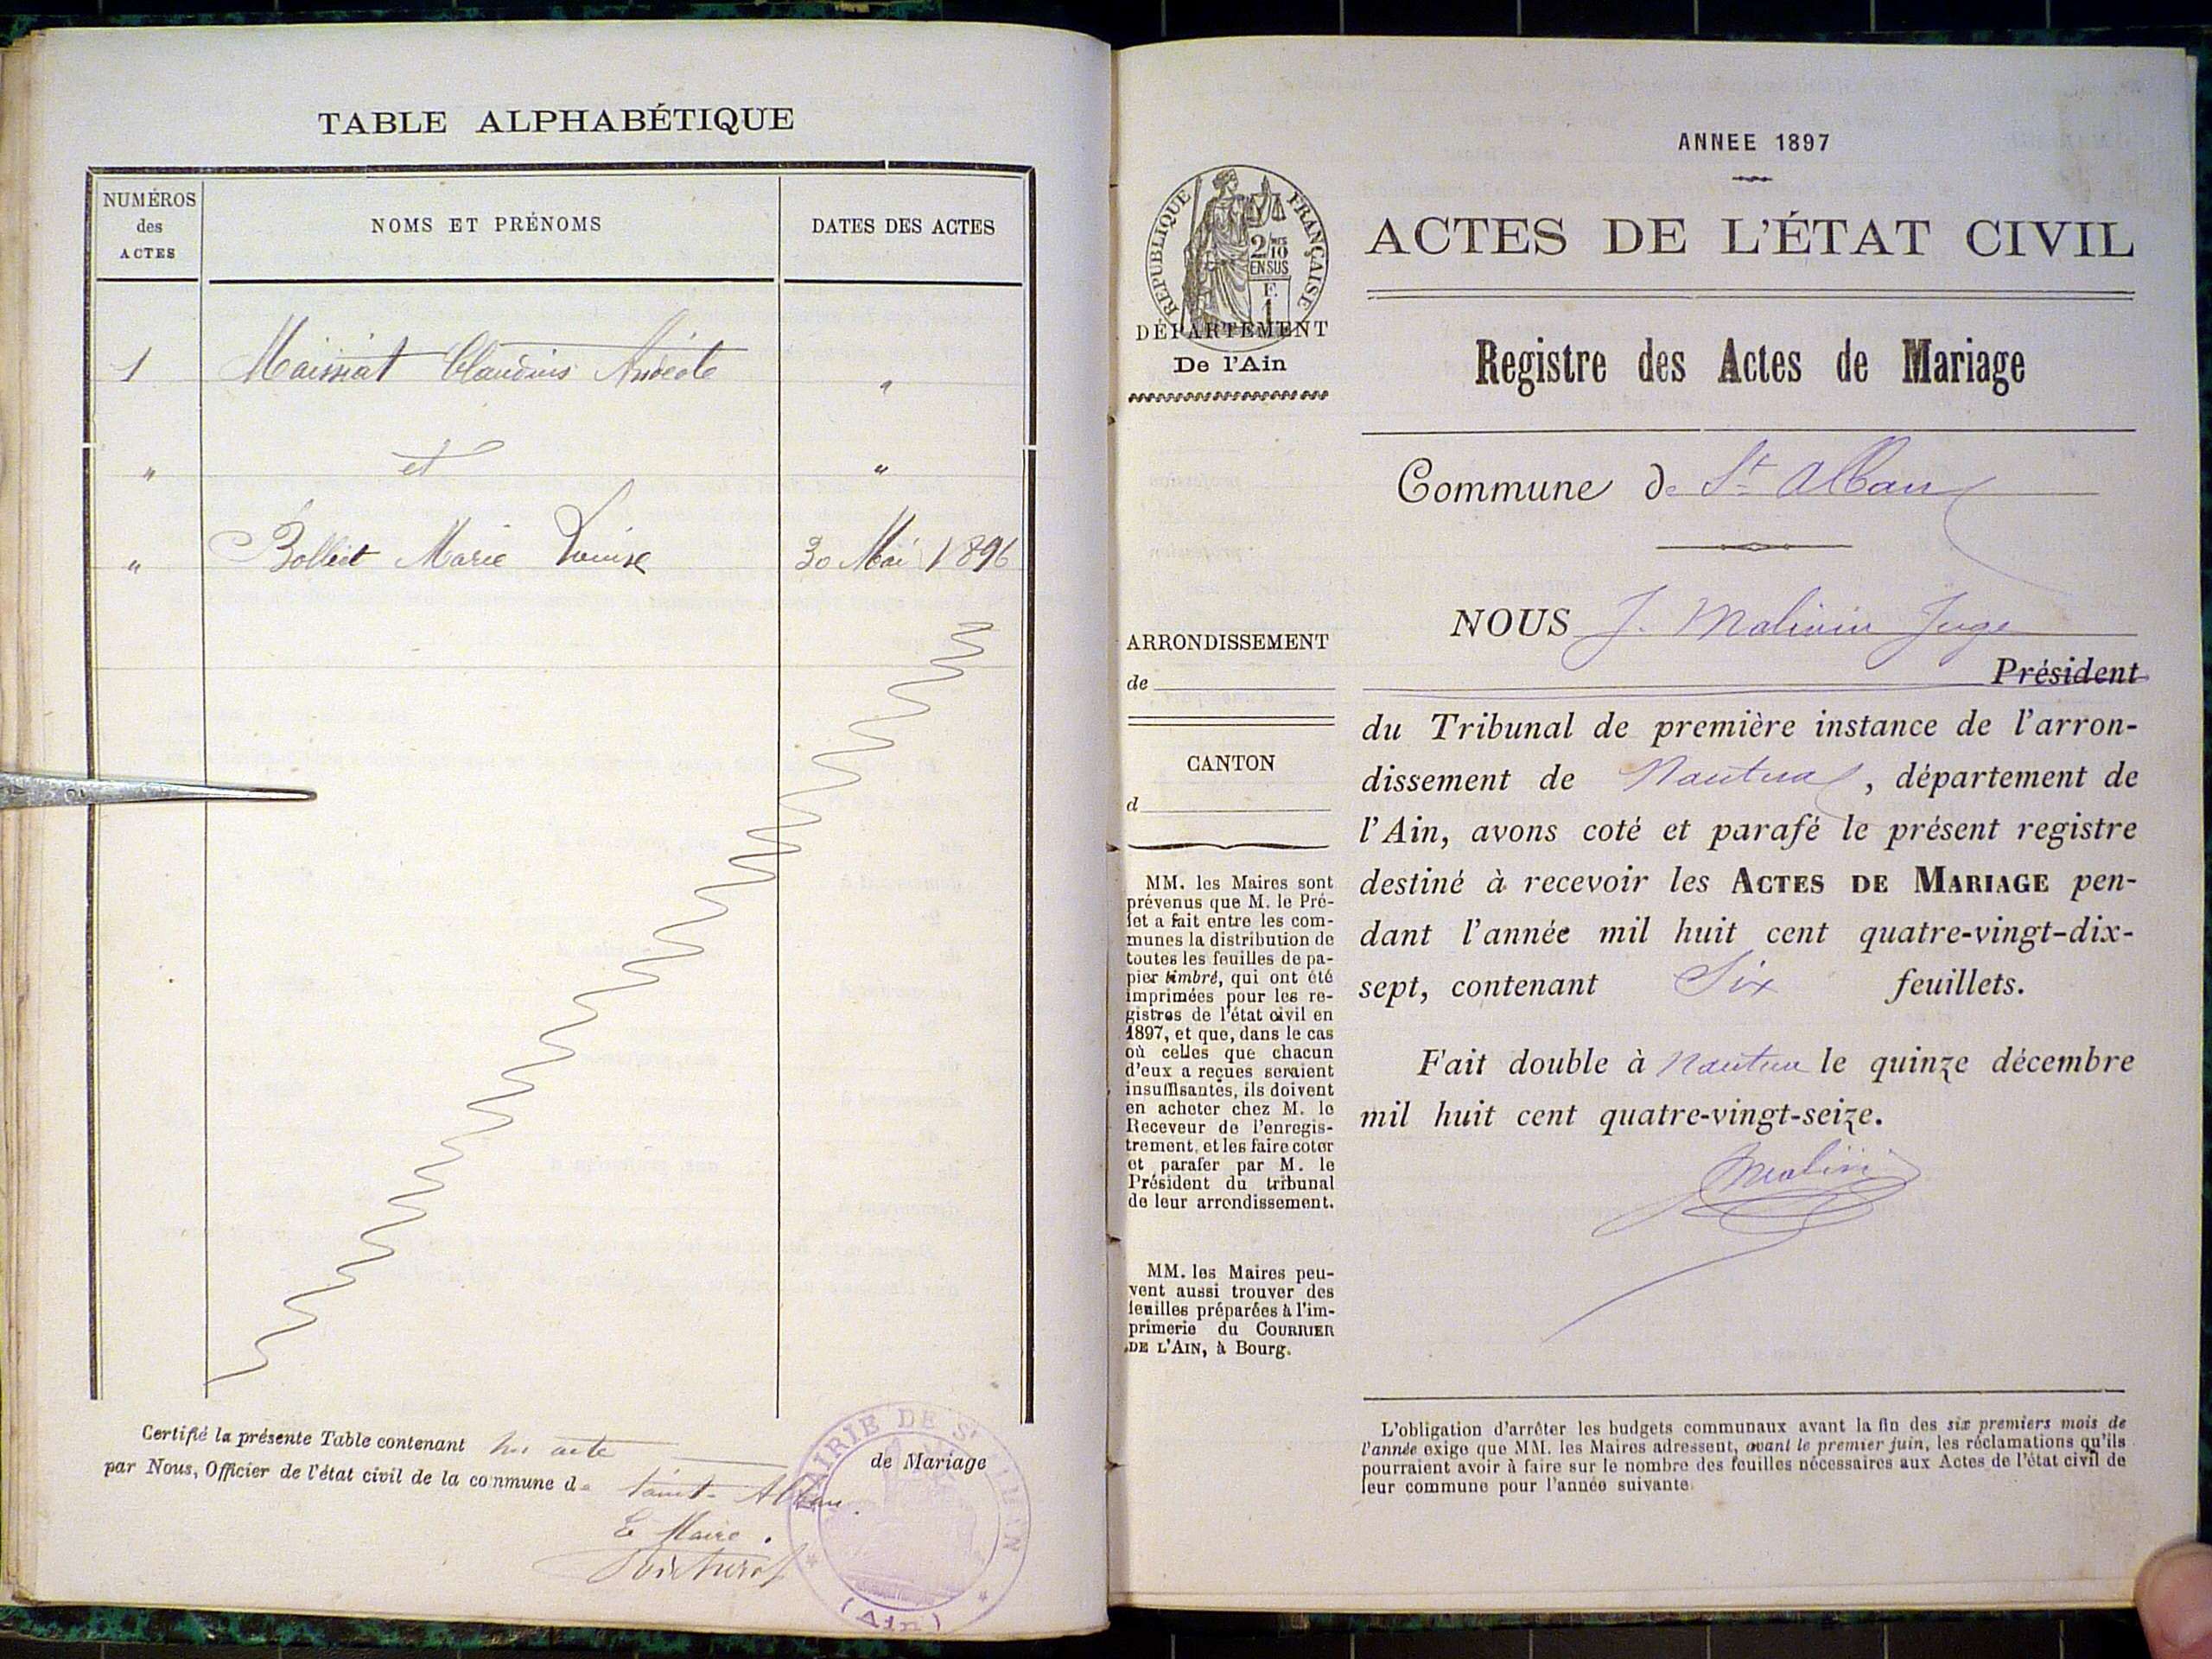 TABLE ALPHABÉTIQUE
NUMÉROS
des
ACTES
NOMS ET PRÉNOMS
DATES DES ACTES
1 Maissiat Claudius "
" et "
" Marie Louise 30 Mai 1896
Certifié la présente Table contenant un acte de Mariage
par Nous, Officier de l'état civil de la commune de Saint-Alban.
Le Maire.
MAIRIE DE ST ALBAN
(Ain)
ANNEE 1897
RÉPUBLIQUE FRANÇAISE
2/10
EN SUS
F.
1
DÉPARTEMENT
De l'Ain
ARRONDISSEMENT
de
CANTON
d
MM. les Maires sont
prévenus que M. le Pré-
fet a fait entre les com-
munes la distribution de
toutes les feuilles de pa-
pier timbré, qui ont été
imprimées pour les re-
gistres de l'état civil en
1897, et que, dans le cas
où celles que chacun
d'eux a reçues seraient
insuffisantes, ils doivent
en acheter chez M. le
Receveur de l'enregis-
trement, et les faire coter
et parafer par M. le
Président du tribunal
de leur arrondissement.
MM. les Maires peu-
vent aussi trouver des
feuilles préparées à l'im-
primerie du COURRIER
DE L'AIN, à Bourg.
ACTES DE L'ÉTAT CIVIL
Registre des Actes de Mariage
Commune de St Alban
NOUS J. Juge
Président
du Tribunal de première instance de l'arron-
dissement de Nantua, département de
l'Ain, avons coté et parafé le présent registre
destiné à recevoir les ACTES DE MARIAGE pen-
dant l'année mil huit cent quatre-vingt-dix-
sept, contenant Six feuillets.
Fait double à Nantua le quinze décembre
mil huit cent quatre-vingt-seize.
L'obligation d'arrêter les budgets communaux avant la fin des six premiers mois de
l'année exige que MM. les Maires adressent, avant le premier juin, les réclamations qu'ils
pourraient avoir à faire sur le nombre des feuilles nécessaires aux Actes de l'état civil de
leur commune pour l'année suivante.